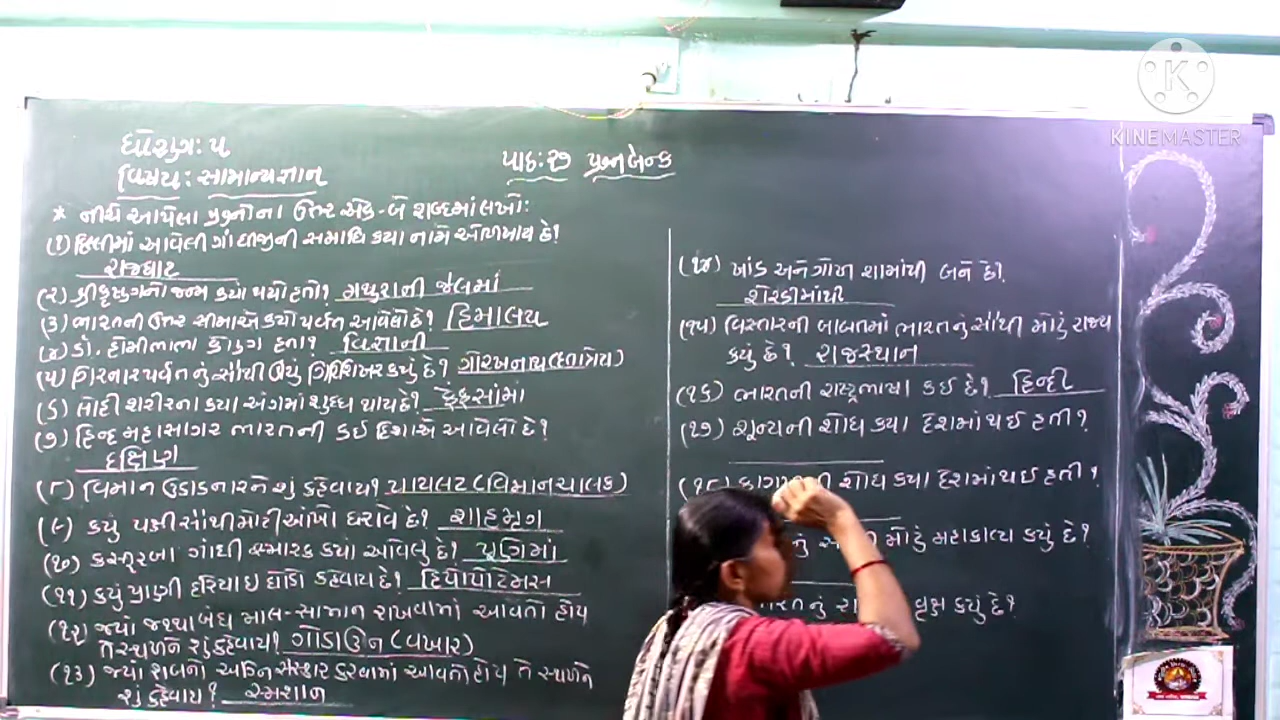 KINEMASTER
ધોરણ: ૫
વિષય: સામાન્યજ્ઞાન
પાઠ: ૨૭ પ્રશ્ન બેન્ક
* નીચે આપેલા પ્રશ્નોના ઉત્તર એક-બે શબ્દમાં લખો:
(૧) દિલ્લીમાં આવેલી ગાંધીજીની સમાધિ કયા નામે ઓળખાય છે?
રાજઘાટ
(૨) શ્રીકૃષ્ણનો જન્મ કયાં થયો હતો? મથુરાની જેલમાં
(૩) ભારતની ઉત્તર સીમાએ કયો પર્વત આવેલો છે? હિમાલય
(૪) ડૉ. હોમીભાભા કોણ હતા? વિજ્ઞાની
(૫) ગિરનાર પર્વતનું સૌથી ઊંચું ગિરિશિખર કયું છે? ગોરખનાથ
(૬) લોહી શરીરના કયા અંગમાં શુદ્ધ થાય છે? ફેફસાંમાં
(૭) હિન્દ મહાસાગર ભારતની કઈ દિશાએ આવેલો છે?
દક્ષિણ
(૮) વિમાન ઉડાડનારને શું કહેવાય? પાયલટ (વિમાનચાલક)
(૯) કયું પક્ષી સૌથી મોટી આંખો ધરાવે છે? શાહમૃગ
(૧૦) કસ્તૂરબા ગાંધી સ્મારક કયાં આવેલું છે?
(૧૧) કયું પ્રાણી દરિયાઇ ઘોડો કહેવાય છે? હિપોપોટેમસ
(૧૨) જ્યાં જથ્થાબંધ માલ-સામાન રાખવામાં આવતો હોય
તે સ્થળને શું કહેવાય? ગોડાઉન (વખાર)
(૧૩) જ્યાં શબનો અગ્નિ સંસ્કાર કરવામાં આવતો હોય તે સ્થળને
શું કહેવાય? સ્મશાન
(૧૪) ખાંડ અને ગોળ શામાંથી બને છે?
શેરડીમાંથી
(૧૫) વિસ્તારની બાબતમાં ભારતનું સૌથી મોટું રાજ્ય
કયું છે? રાજસ્થાન
(૧૬) ભારતની રાષ્ટ્રભાષા કઈ છે? હિન્દી
(૧૭) શૂન્યની શોધ કયા દેશમાં થઈ હતી?
(૧૮) શોધ કયા દેશમાં થઈ હતી?
મોટું મહાકાવ્ય કયું છે?
વૃક્ષ કયું છે?